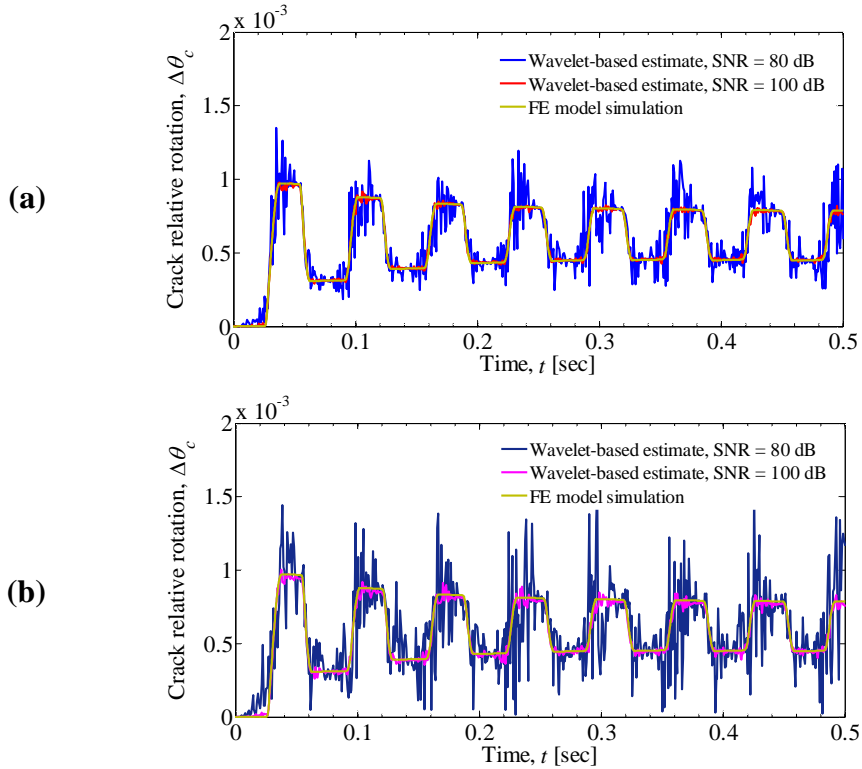 (a)
2 x 10-3
1.5
1
0.5
0
Crack relative rotation, Δθc
Wavelet-based estimate, SNR = 80 dB
Wavelet-based estimate, SNR = 100 dB
FE model simulation
0 0.1 0.2 0.3 0.4 0.5
Time, t [sec]
(b)
2 x 10-3
1.5
1
0.5
0
Crack relative rotation, Δθc
Wavelet-based estimate, SNR = 80 dB
Wavelet-based estimate, SNR = 100 dB
FE model simulation
0 0.1 0.2 0.3 0.4 0.5
Time, t [sec]